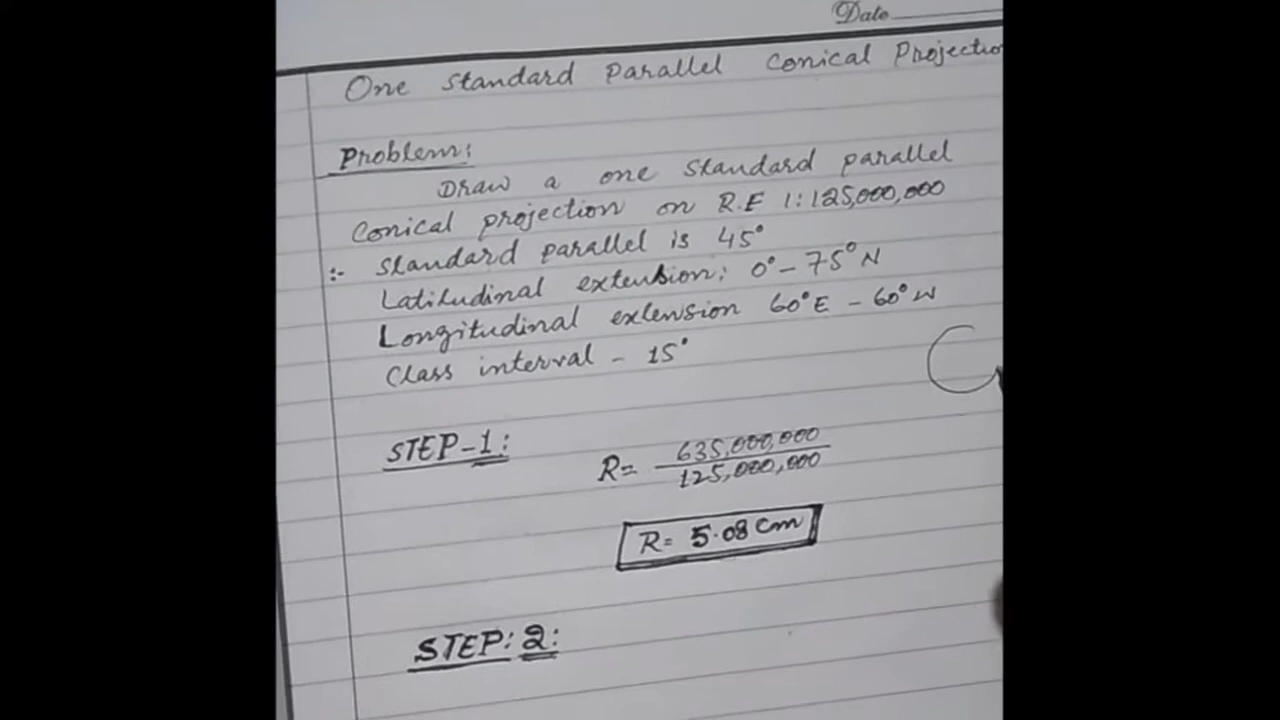 Date
One Standard Parallel Conical Projectio
Problem:
Draw a one standard parallel
Conical projection on R.F 1:125,000,000
:- Standard parallel is 45°
Latitudinal extension: 0° - 75° N
Longitudinal extension 60°E - 60°W
Class interval - 15°
STEP-1:
R= 635,000,000
125,000,000
R= 5.08 Cm
STEP: 2: